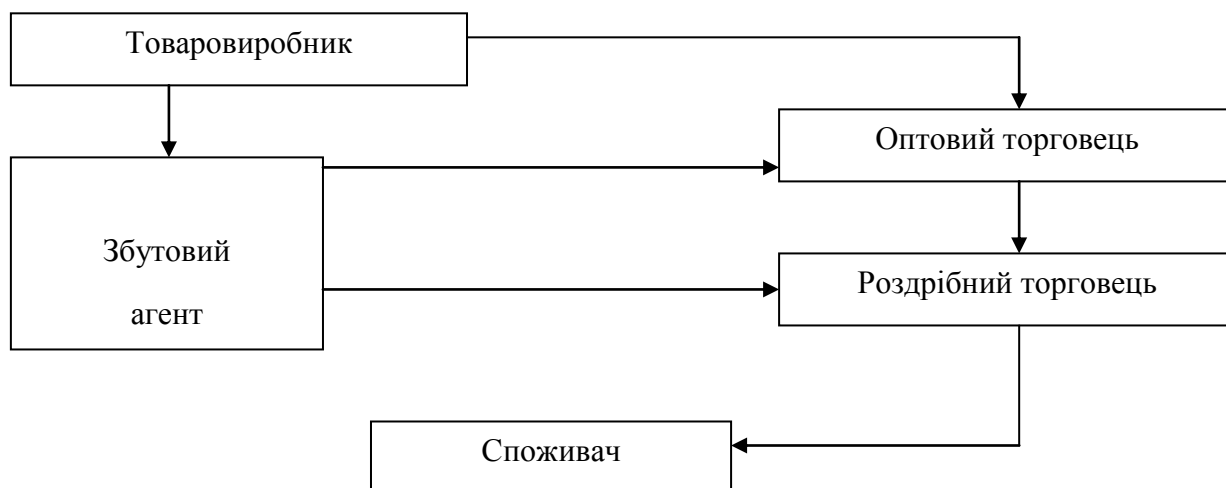 Товаровиробник
Оптовий торговець
Збутовий
агент
Роздрібний торговець
Споживач